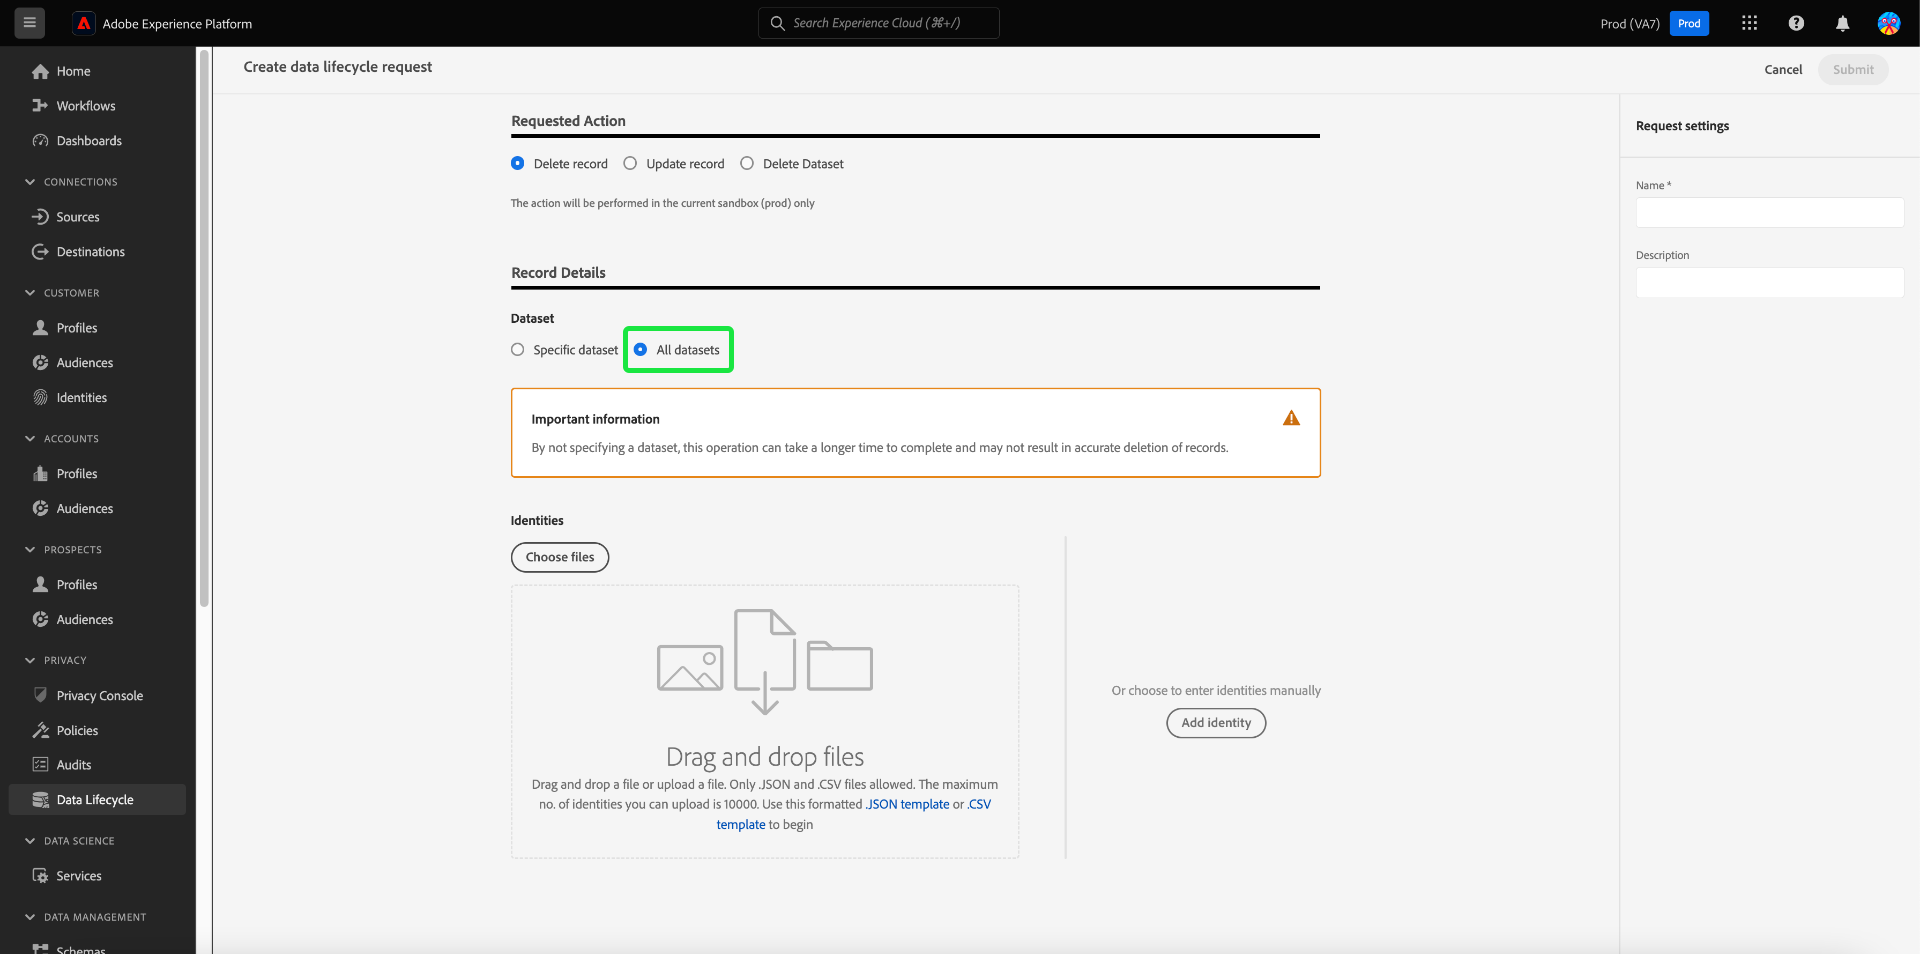 Adobe Experience Platform
Search Experience Cloud (⌘+/)
Prod (VA7)
Prod
Home
Workflows
Dashboards
CONNECTIONS
Sources
Destinations
CUSTOMER
Profiles
Audiences
Identities
ACCOUNTS
Profiles
Audiences
PROSPECTS
Profiles
Audiences
PRIVACY
Privacy Console
Policies
Audits
Data Lifecycle
DATA SCIENCE
Services
DATA MANAGEMENT
Schemas
Create data lifecycle request
Cancel
Submit
Requested Action
Delete record
Update record
Delete Dataset
The action will be performed in the current sandbox (prod) only
Record Details
Dataset
Specific dataset
All datasets
Important information
By not specifying a dataset, this operation can take a longer time to complete and may not result in accurate deletion of records.
Identities
Choose files
Drag and drop files
Drag and drop a file or upload a file. Only .JSON and .CSV files allowed. The maximum
no. of identities you can upload is 10000. Use this formatted .JSON template or .CSV
template to begin
Or choose to enter identities manually
Add identity
Request settings
Name *
Description